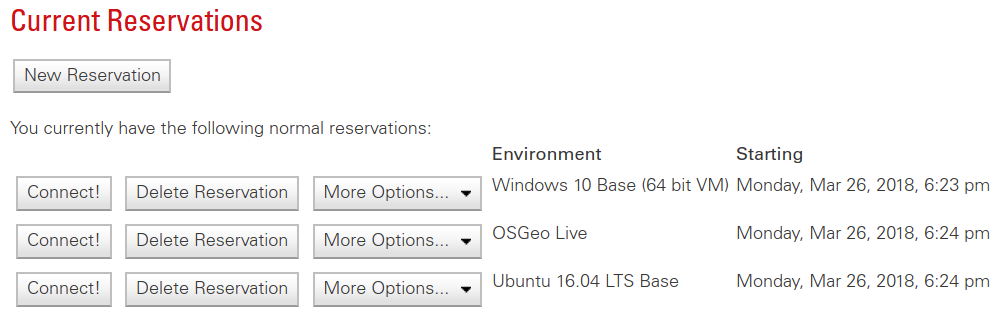 Current Reservations
New Reservation
You currently have the following normal reservations:
Environment Starting
Connect! Delete Reservation More Options... Windows 10 Base (64 bit VM) Monday, Mar 26, 2018, 6:23 pm
Connect! Delete Reservation More Options... OSGeo Live Monday, Mar 26, 2018, 6:24 pm
Connect! Delete Reservation More Options... Ubuntu 16.04 LTS Base Monday, Mar 26, 2018, 6:24 pm